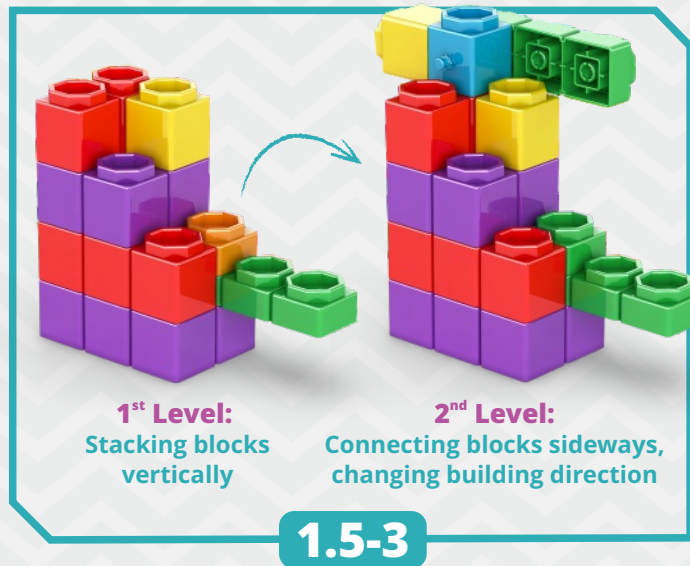 1st Level:
Stacking blocks
vertically
2nd Level:
Connecting blocks sideways,
changing building direction
1.5-3